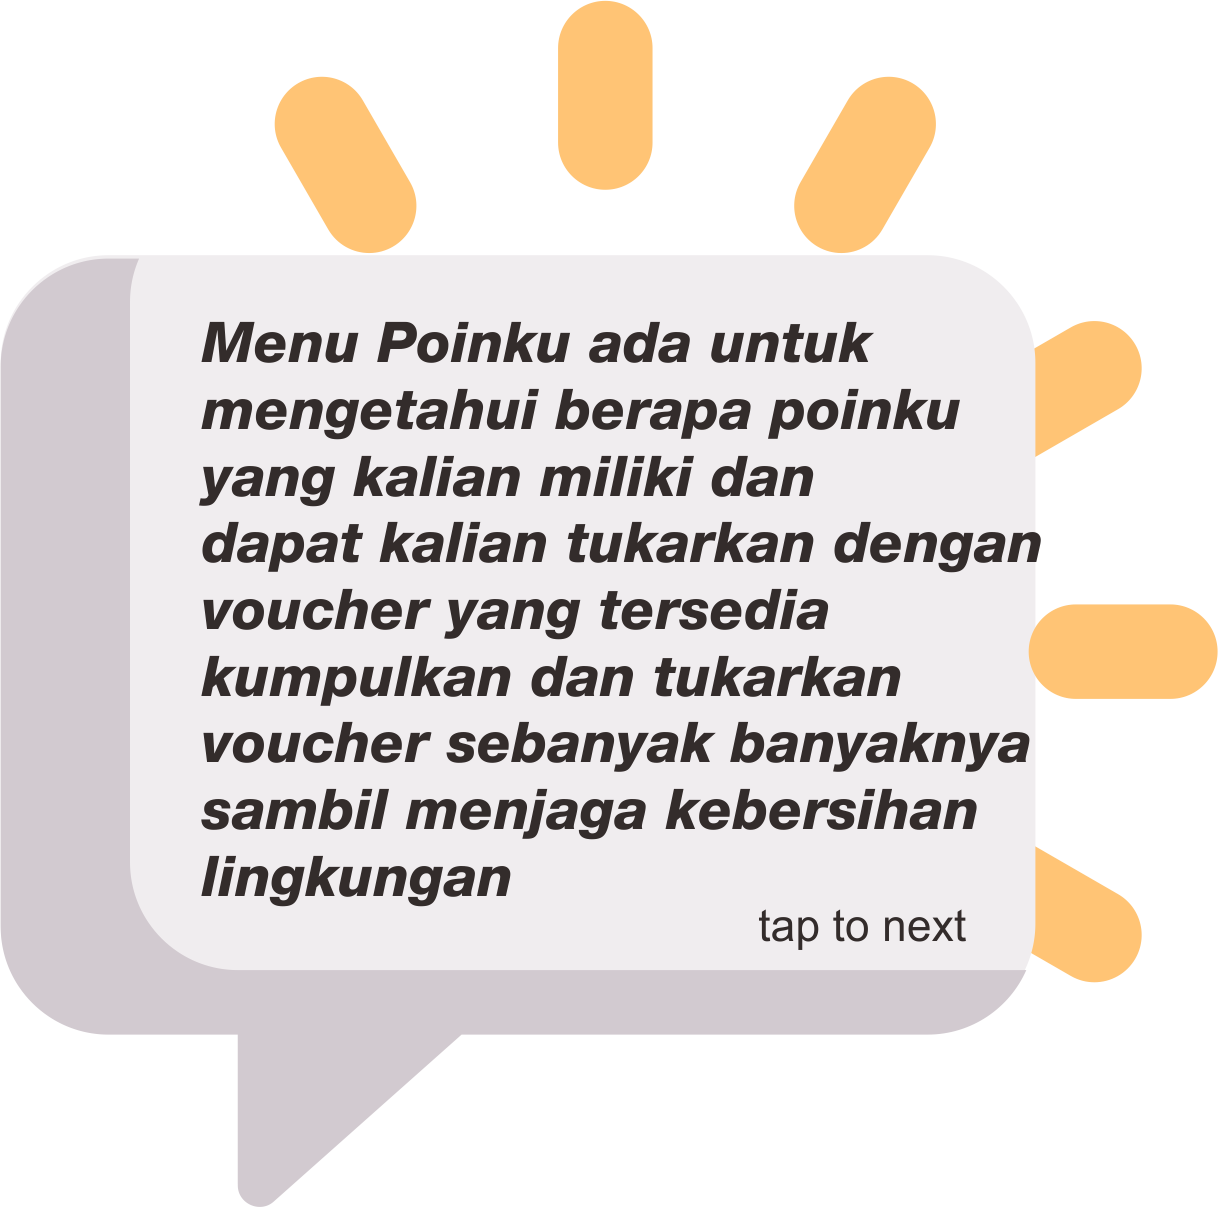 Menu Poinku ada untuk
mengetahui berapa poinku
yang kalian miliki dan
dapat kalian tukarkan dengan
voucher yang tersedia
kumpulkan dan tukarkan
voucher sebanyak banyaknya
sambil menjaga kebersihan
lingkungan
tap to next